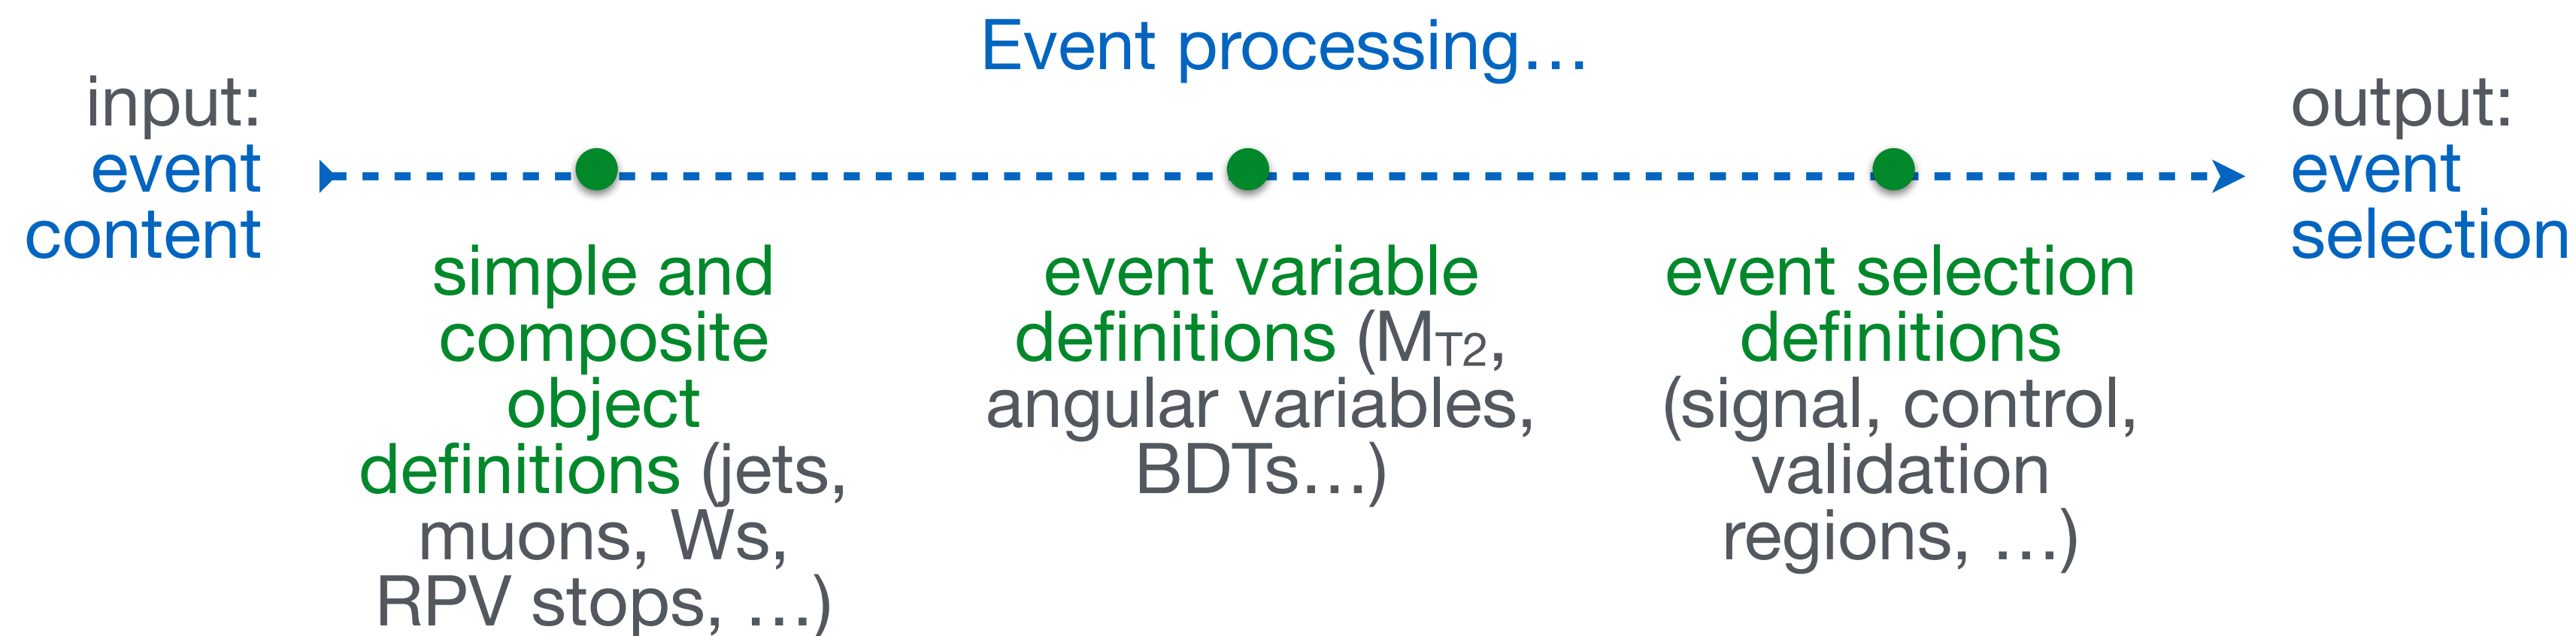 Event processing…
input:
event
content
simple and
composite
object
definitions (jets,
muons, Ws,
RPV stops, …)
event variable
definitions (MT2,
angular variables,
BDTs…)
event selection
definitions
(signal, control,
validation
regions, …)
output:
event
selection